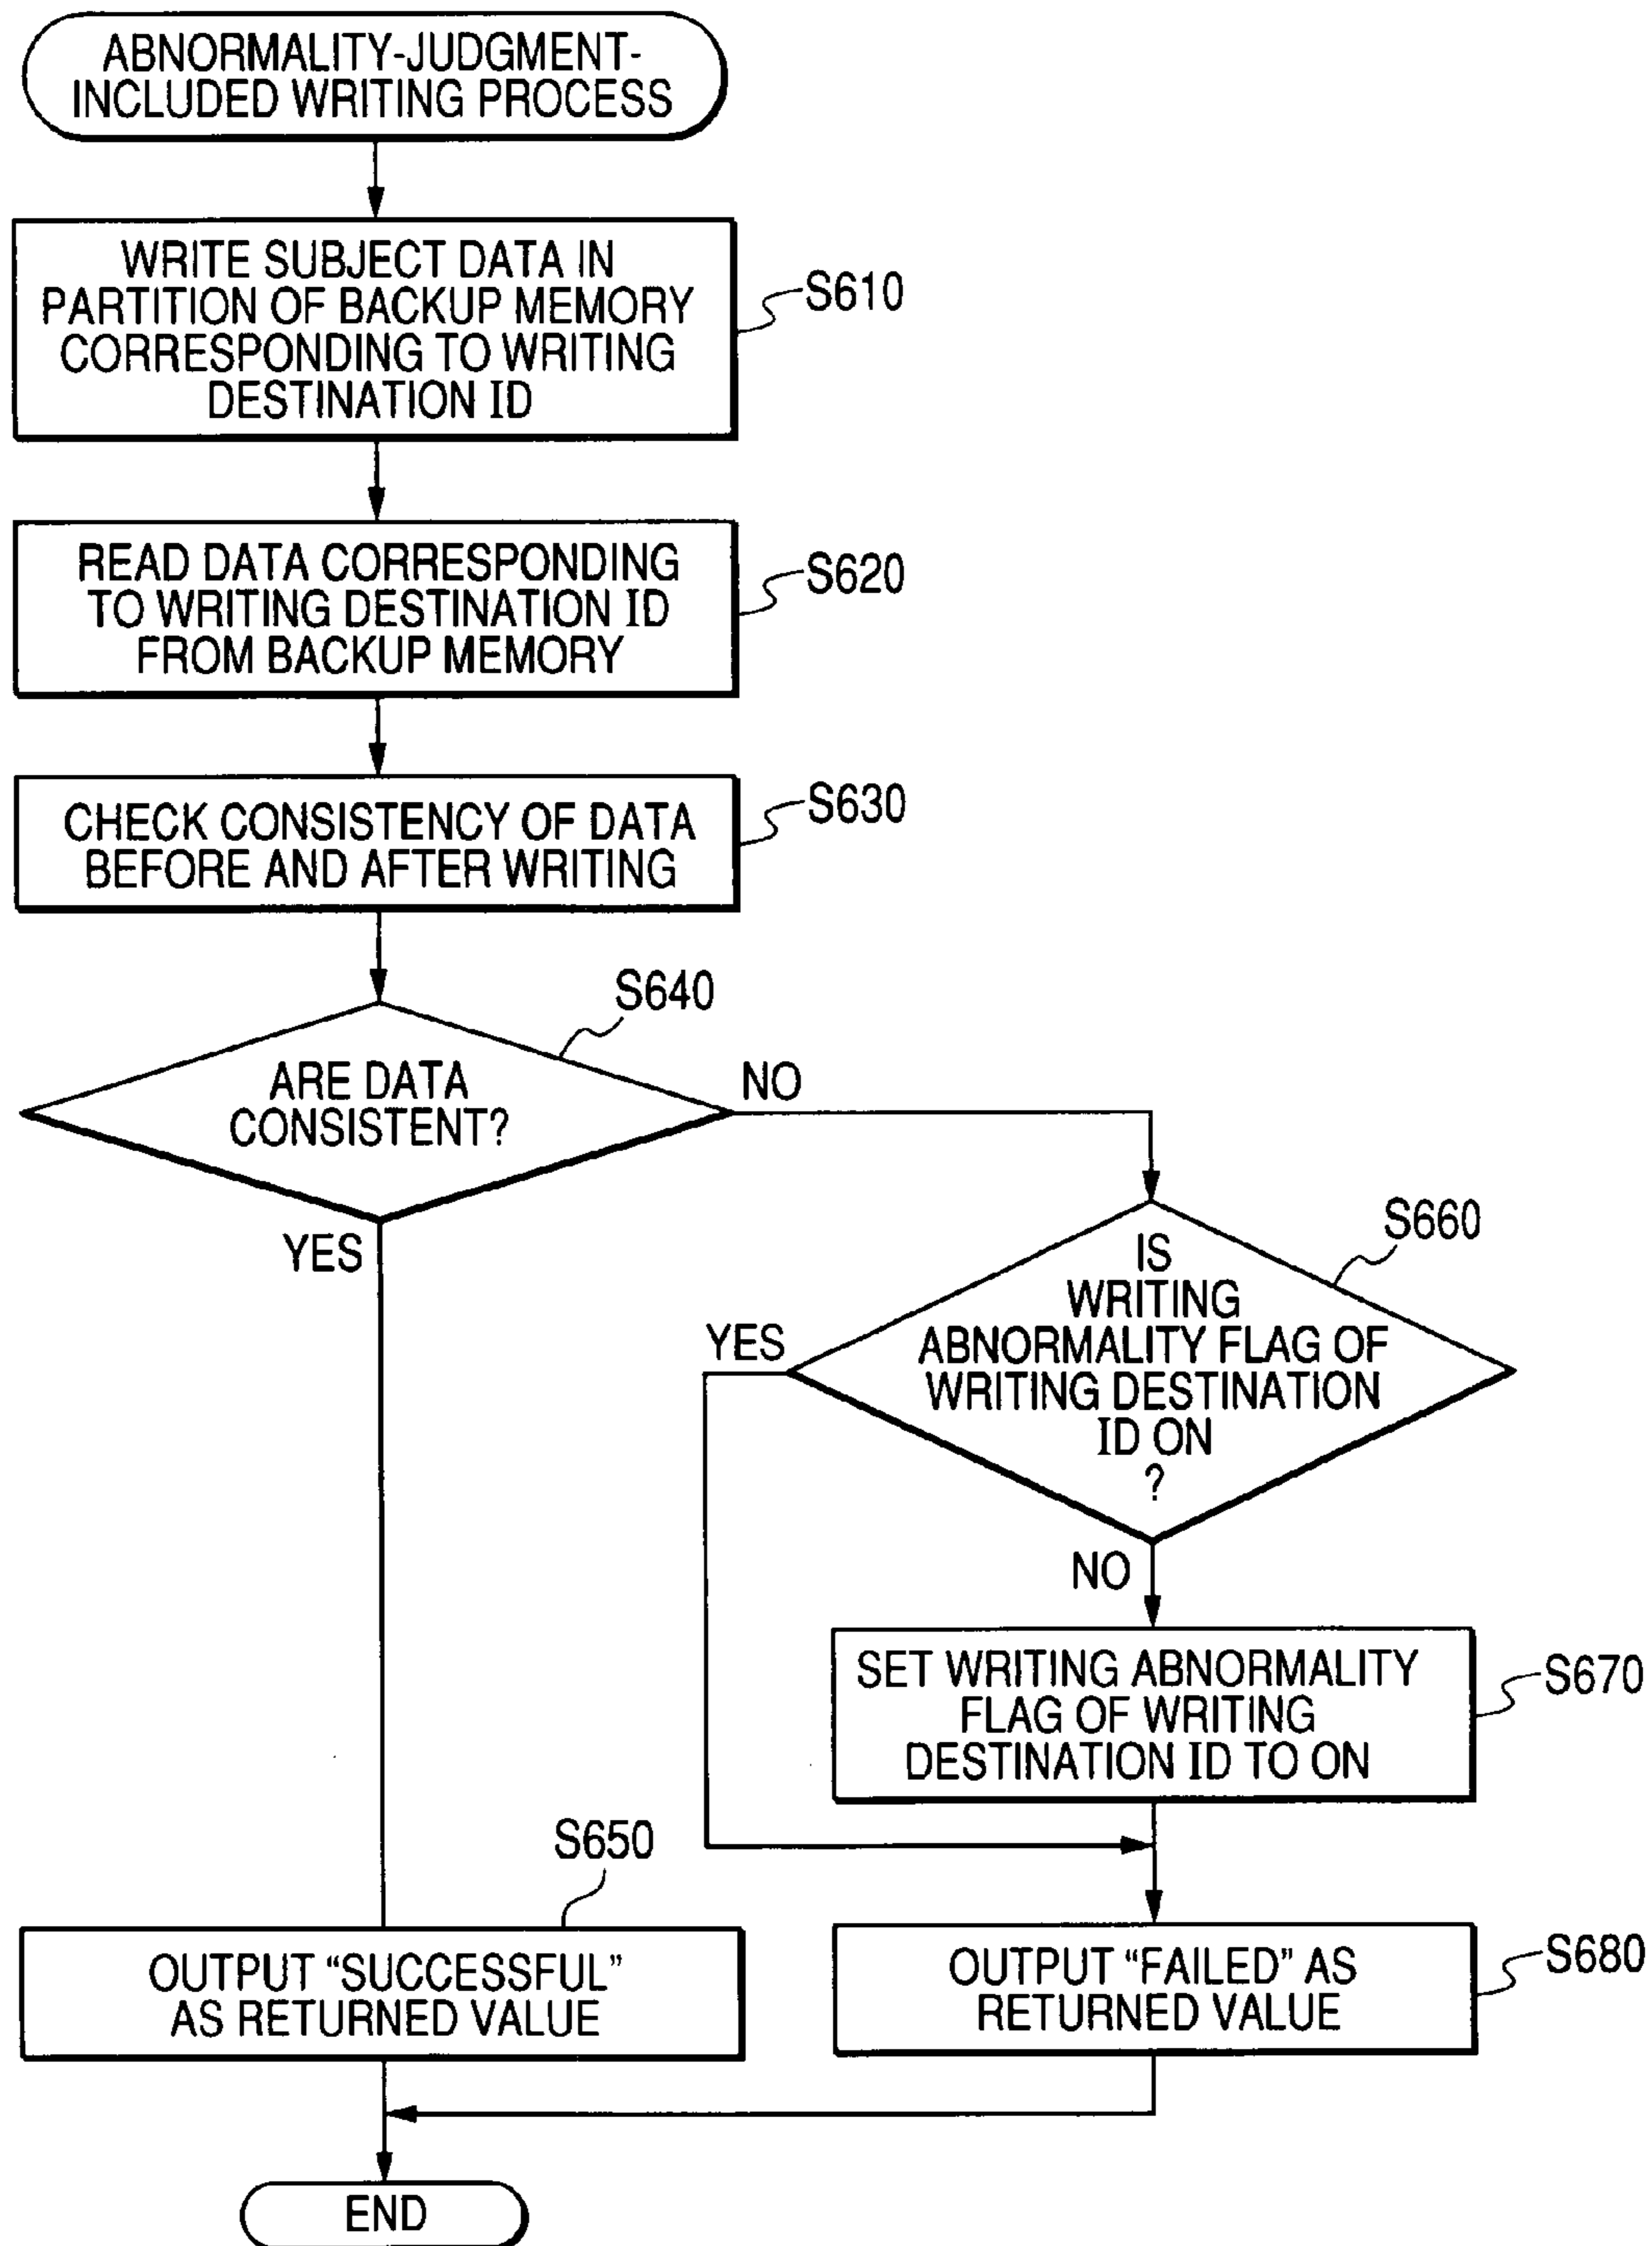 ABNORMALITY-JUDGMENT-
INCLUDED WRITING PROCESS
WRITE SUBJECT DATA IN
PARTITION OF BACKUP MEMORY
CORRESPONDING TO WRITING
DESTINATION ID
S610
READ DATA CORRESPONDING
TO WRITING DESTINATION ID
FROM BACKUP MEMORY
S620
CHECK CONSISTENCY OF DATA
BEFORE AND AFTER WRITING
S630
S640
ARE DATA
CONSISTENT?
NO
YES
S660
IS
WRITING
ABNORMALITY FLAG OF
WRITING DESTINATION
ID ON
?
YES
NO
SET WRITING ABNORMALITY
FLAG OF WRITING
DESTINATION ID TO ON
S670
S650
OUTPUT “SUCCESSFUL”
AS RETURNED VALUE
OUTPUT “FAILED” AS
RETURNED VALUE
S680
END